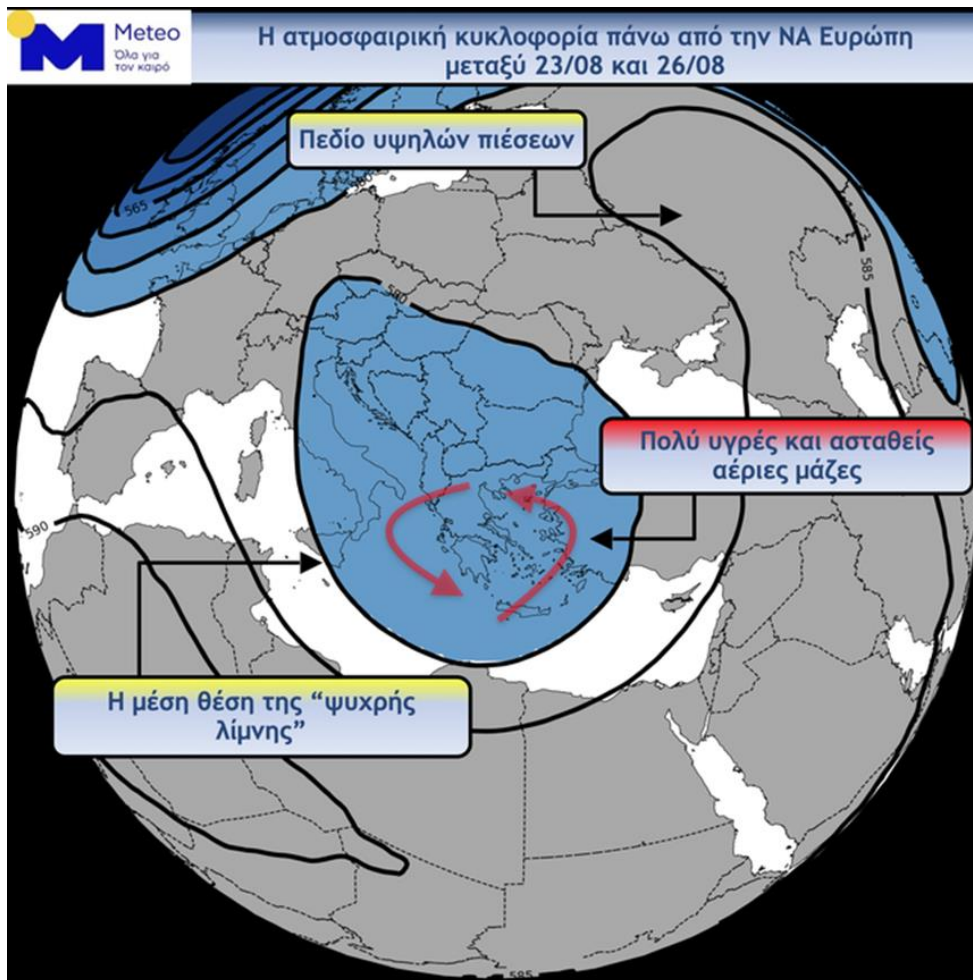 Meteo
Όλα για
τον καιρό
Η ατμοσφαιρική κυκλοφορία πάνω από την ΝΑ Ευρώπη
μεταξύ 23/08 και 26/08
Πεδίο υψηλών πιέσεων
565
580
585
590
Πολύ υγρές και ασταθείς
αέριες μάζες
590
Η μέση θέση της “ψυχρής
λίμνης”
585